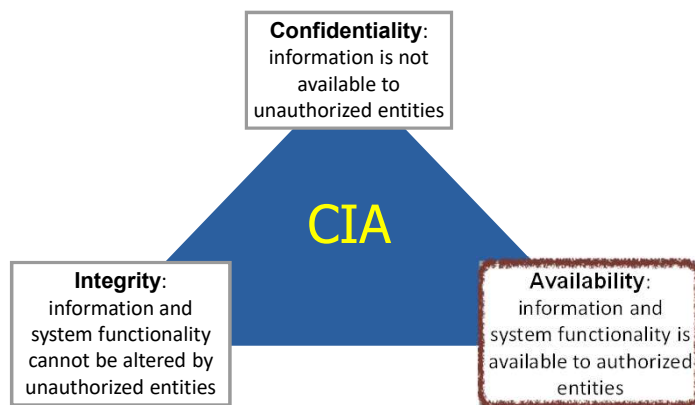 Confidentiality:
information is not
available to
unauthorized entities
CIA
Integrity:
information and
system functionality
cannot be altered by
unauthorized entities
Availability:
information and
system functionality is
available to authorized
entities